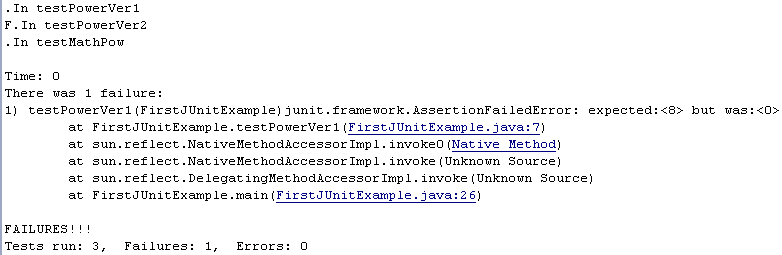 .In testPowerVer1
F.In testPowerVer2
.In testMathPow
Time: 0
There was 1 failure:
1) testPowerVer1(FirstJUnitExample)junit.framework.AssertionFailedError: expected:<8> but was:<0>
at FirstJUnitExample.testPowerVer1(FirstJUnitExample.java:7)
at sun.reflect.NativeMethodAccessorImpl.invoke0(Native Method)
at sun.reflect.NativeMethodAccessorImpl.invoke(Unknown Source)
at sun.reflect.DelegatingMethodAccessorImpl.invoke(Unknown Source)
at FirstJUnitExample.main(FirstJUnitExample.java:26)
FAILURES!!!
Tests run: 3,  Failures: 1,  Errors: 0